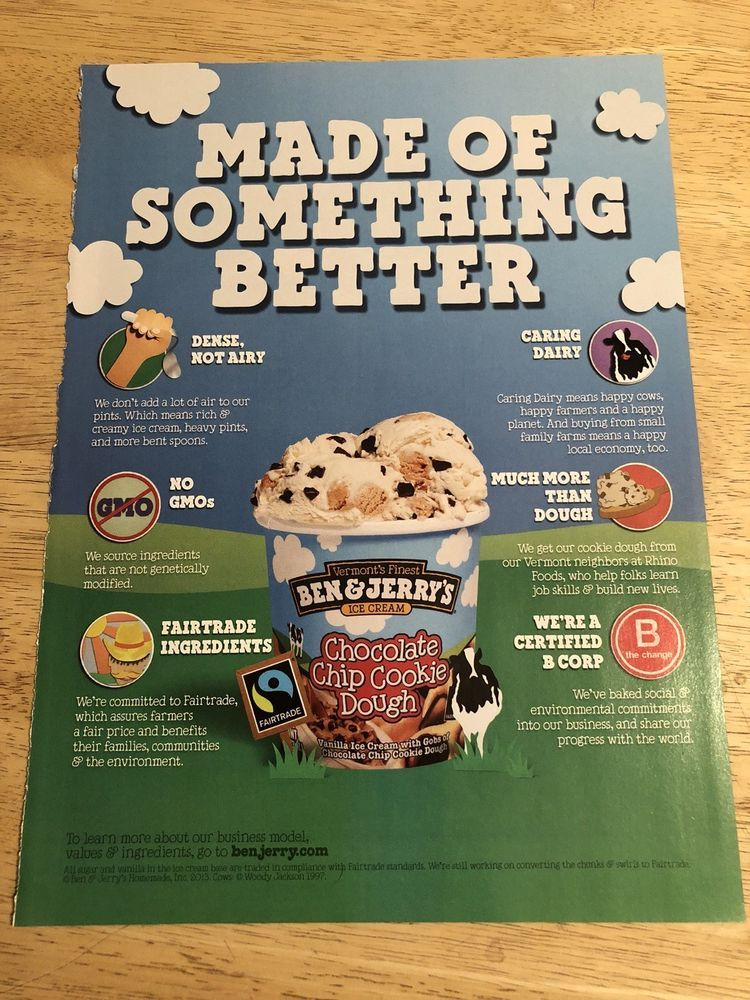 MADE OF
SOMETHING
BETTER
DENSE,
NOT AIRY
We don't add a lot of air to our
pints. Which means rich &
creamy ice cream, heavy pints,
and more bent spoons.
CARING
DAIRY
Caring Dairy means happy cows,
happy farmers and a happy
planet. And buying from small
family farms means a happy
local economy, too.
GMO
NO
GMOs
We source ingredients
that are not genetically
modified.
MUCH MORE
THAN
DOUGH
We get our cookie dough from
our Vermont neighbors at Rhino
Foods, who help folks learn
job skills & build new lives.
FAIRTRADE
INGREDIENTS
We're committed to Fairtrade,
which assures farmers
a fair price and benefits
their families, communities
& the environment.
WE'RE A
CERTIFIED
B CORP
B
the change
We've baked social &
environmental commitments
into our business, and share our
progress with the world.
Vermont's Finest
BEN & JERRY'S
ICE CREAM
Chocolate
Chip Cookie
Dough
Vanilla Ice Cream with Gobs of
Chocolate Chip Cookie Dough
FAIRTRADE
To learn more about our business model,
values & ingredients, go to benjerry.com
All sugar and vanilla in the ice cream base are traded in compliance with Fairtrade standards. We're still working on converting the chunks & swirls to Fairtrade.
© Ben & Jerry's Homemade, Inc. 2013. Cows: © Woody Jackson 1997.